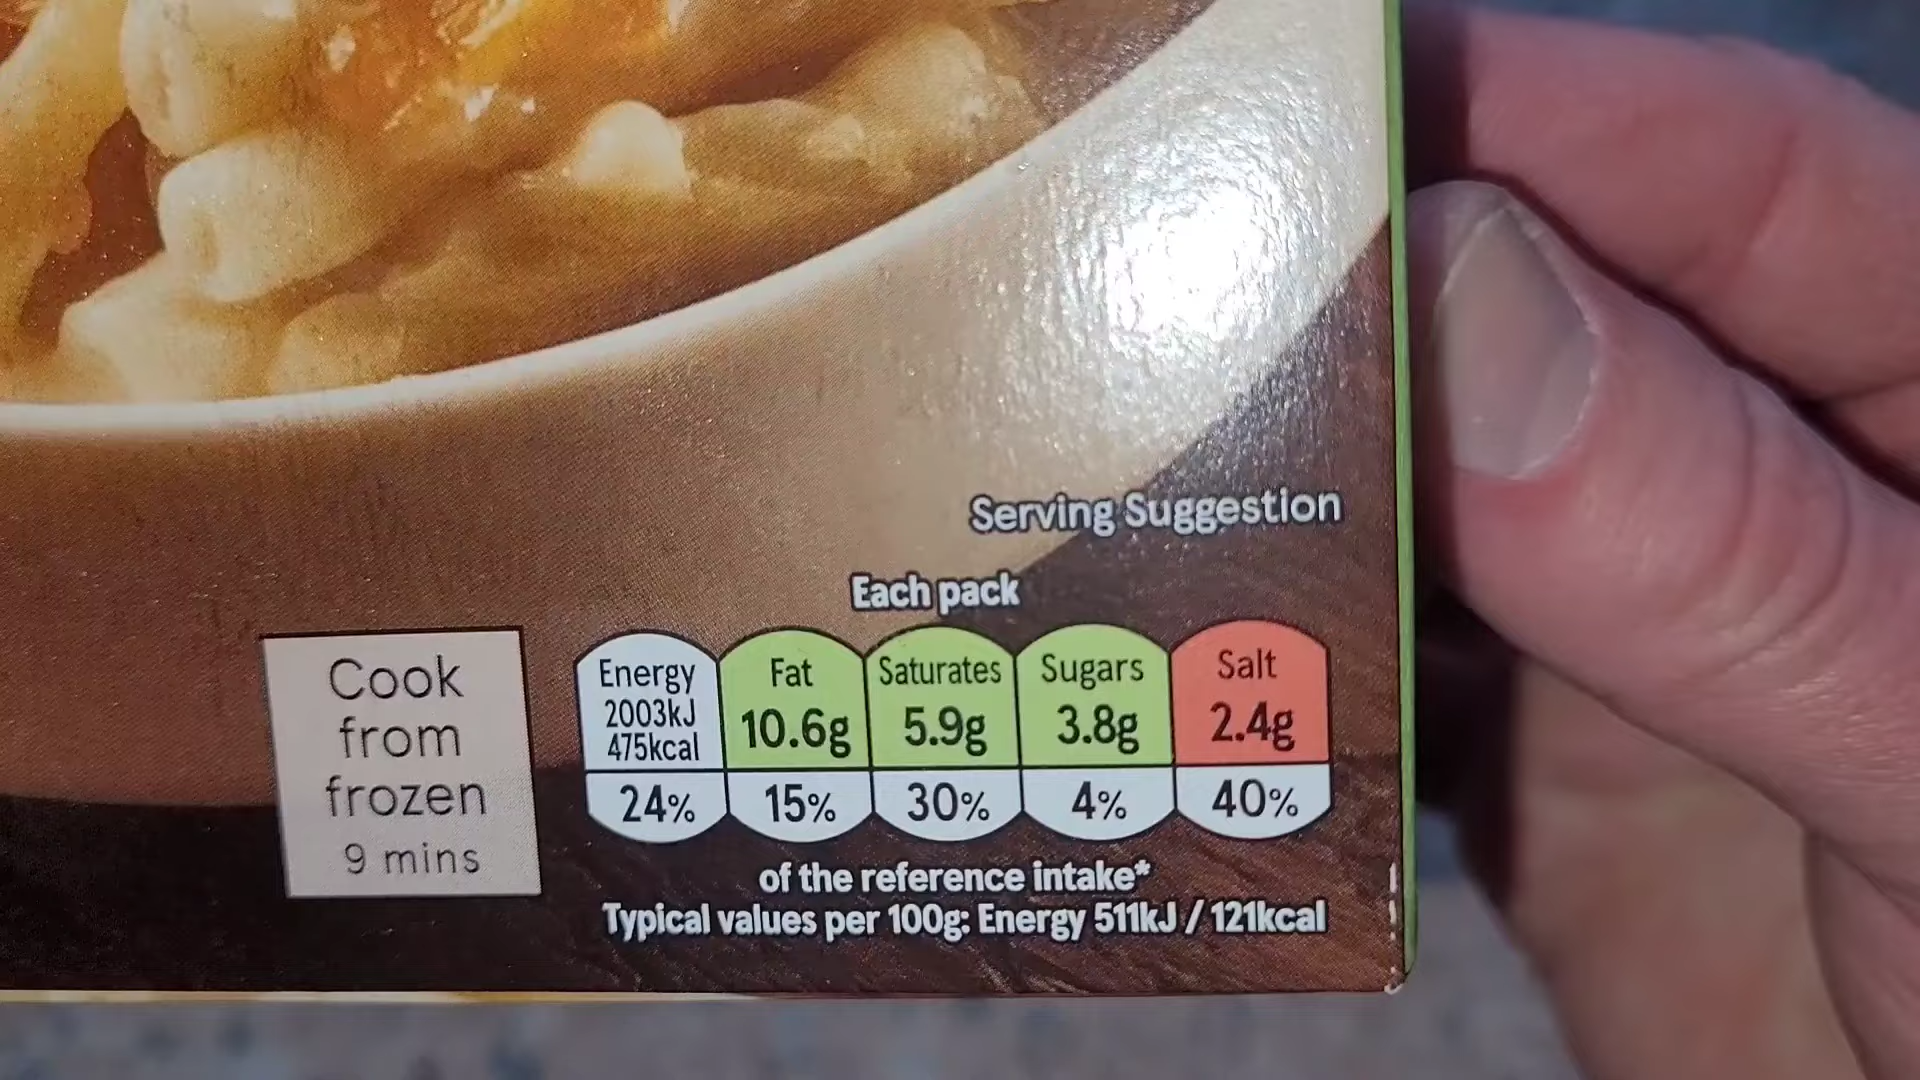 Serving Suggestion
Each pack
Cook
from
frozen
9 mins
Energy
2003kJ
475kcal
24%
Fat
10.6g
15%
Saturates
5.9g
30%
Sugars
3.8g
4%
Salt
2.4g
40%
of the reference intake*
Typical values per 100g: Energy 511kJ / 121kcal